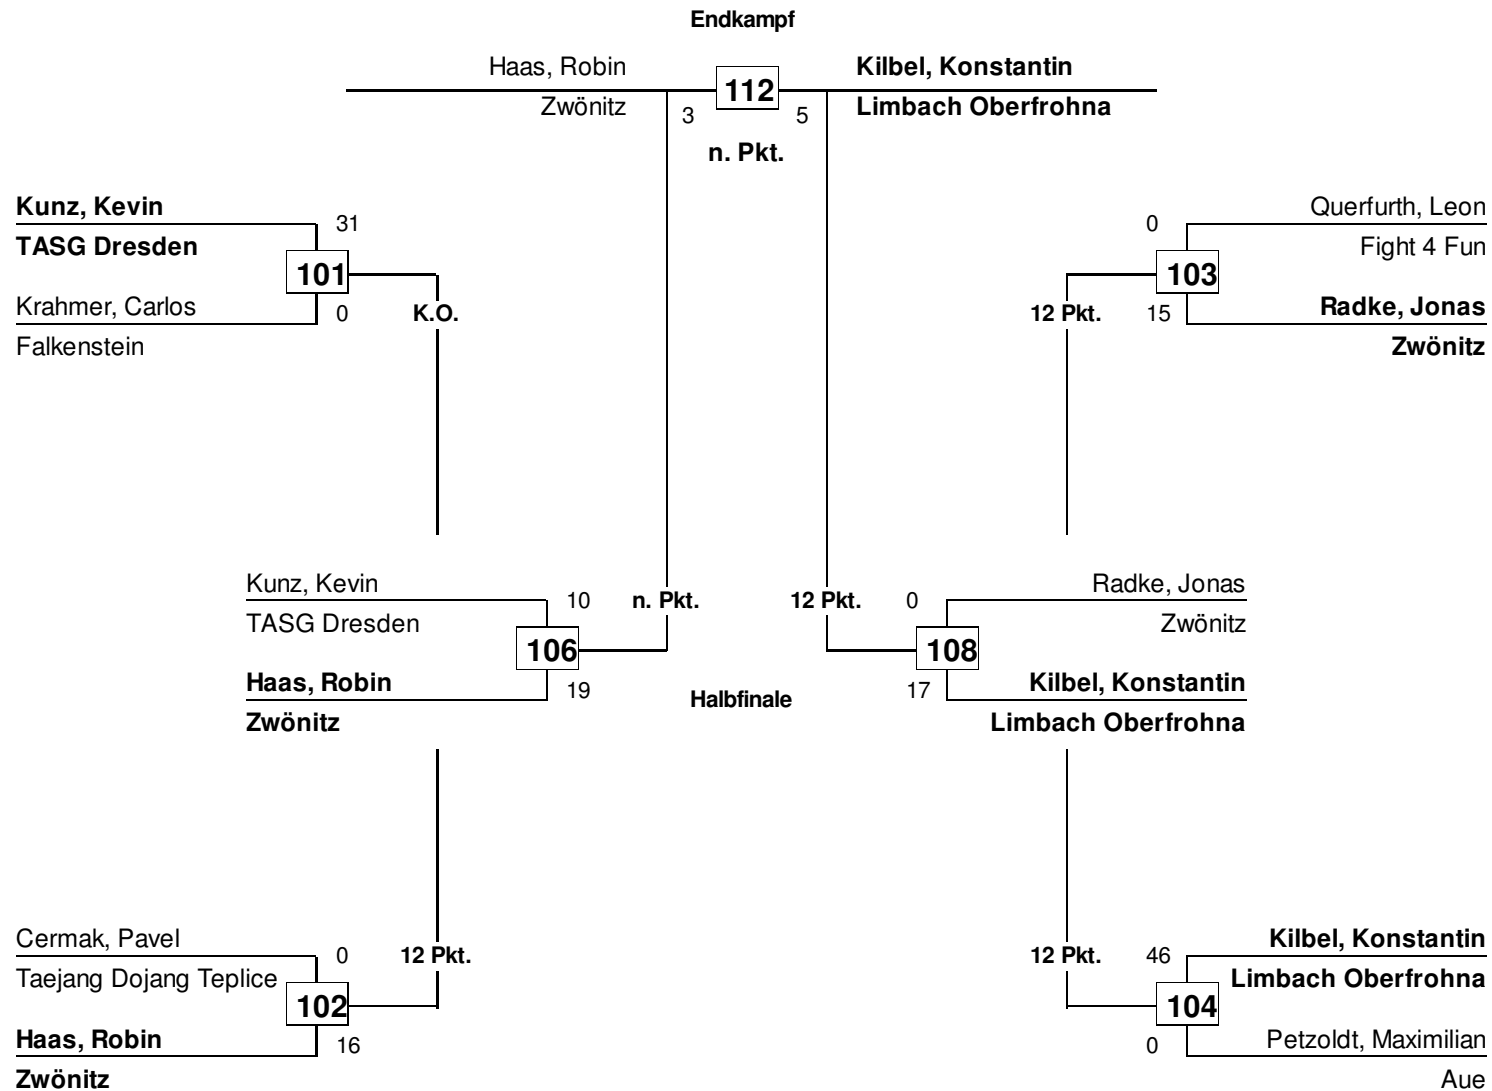 Endkampf
Haas, Robin
Zwönitz
112
Kilbel, Konstantin
Limbach Oberfrohna
3
5
n. Pkt.
Kunz, Kevin
TASG Dresden
31
101
Krahmer, Carlos
Falkenstein
0
K.O.
Querfurth, Leon
Fight 4 Fun
0
103
12 Pkt.
15
Radke, Jonas
Zwönitz
Kunz, Kevin
TASG Dresden
10
n. Pkt.
106
Haas, Robin
Zwönitz
19
Halbfinale
12 Pkt.
0
Radke, Jonas
Zwönitz
108
17
Kilbel, Konstantin
Limbach Oberfrohna
Cermak, Pavel
Taejang Dojang Teplice
0
12 Pkt.
102
Haas, Robin
Zwönitz
16
12 Pkt.
46
Kilbel, Konstantin
Limbach Oberfrohna
104
0
Petzoldt, Maximilian
Aue